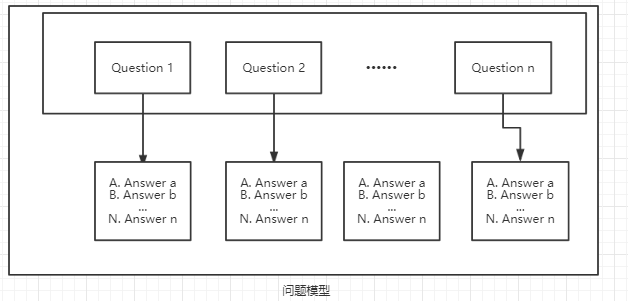 Question 1
Question 2
······
Question n
A. Answer a
B. Answer b
...
N. Answer n
A. Answer a
B. Answer b
...
N. Answer n
A. Answer a
B. Answer b
...
N. Answer n
A. Answer a
B. Answer b
...
N. Answer n
问题模型